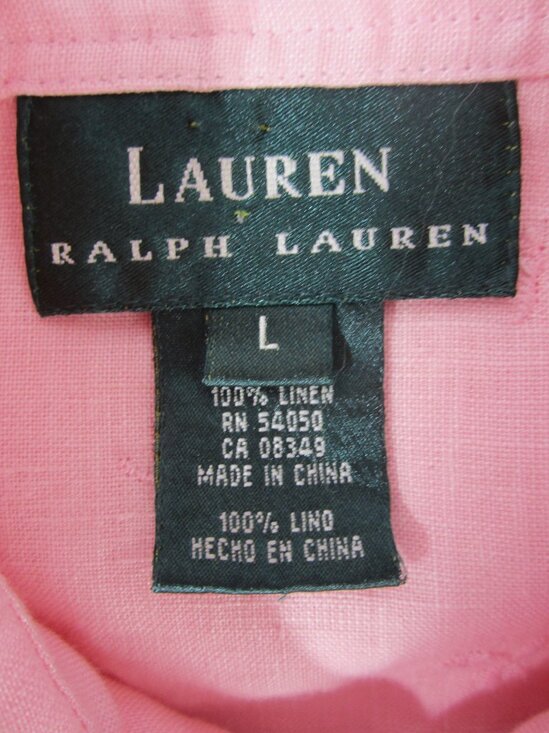 LAUREN
RALPH LAUREN
L
100% LINEN
RN 54050
CA 08349
MADE IN CHINA
100% LINO
HECHO EN CHINA